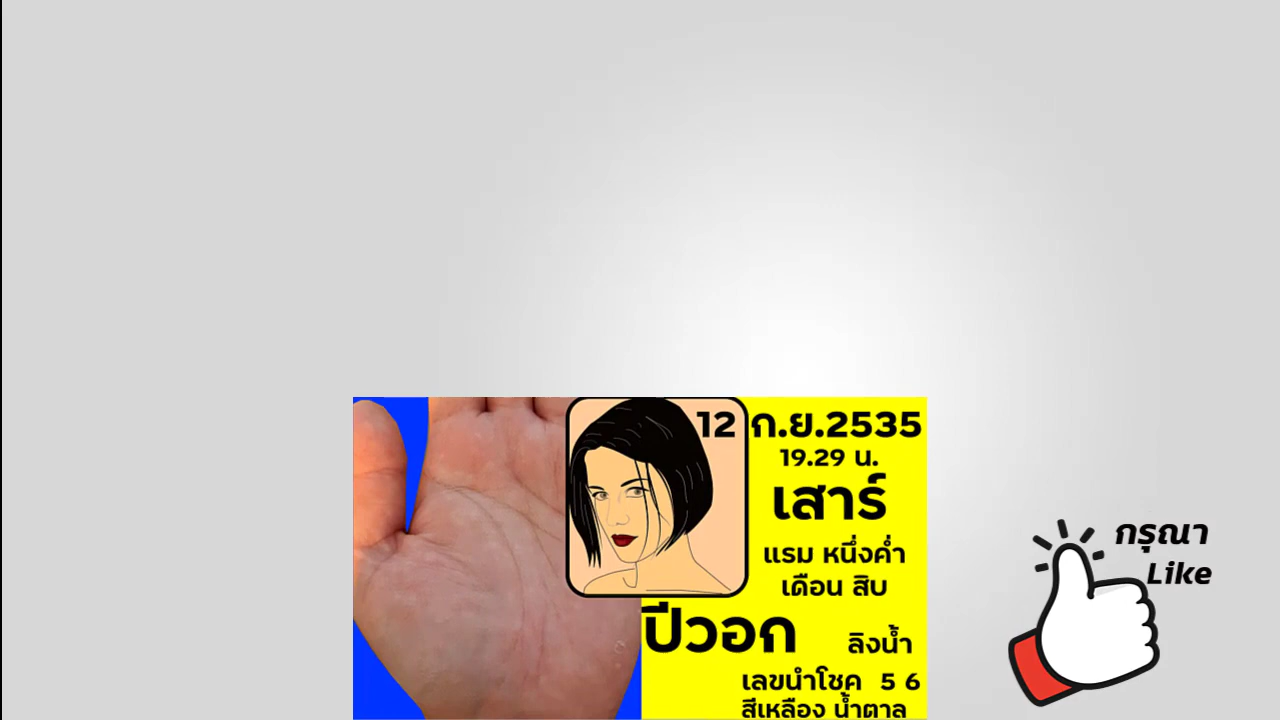 12 ก.ย.2535
19.29 น.
เสาร์
แรม หนึ่งค่ำ
เดือน สิบ
ปีวอก ลิงน้ำ
เลขนำโชค 5 6
สีเหลือง น้ำตาล
กรุณา
Like